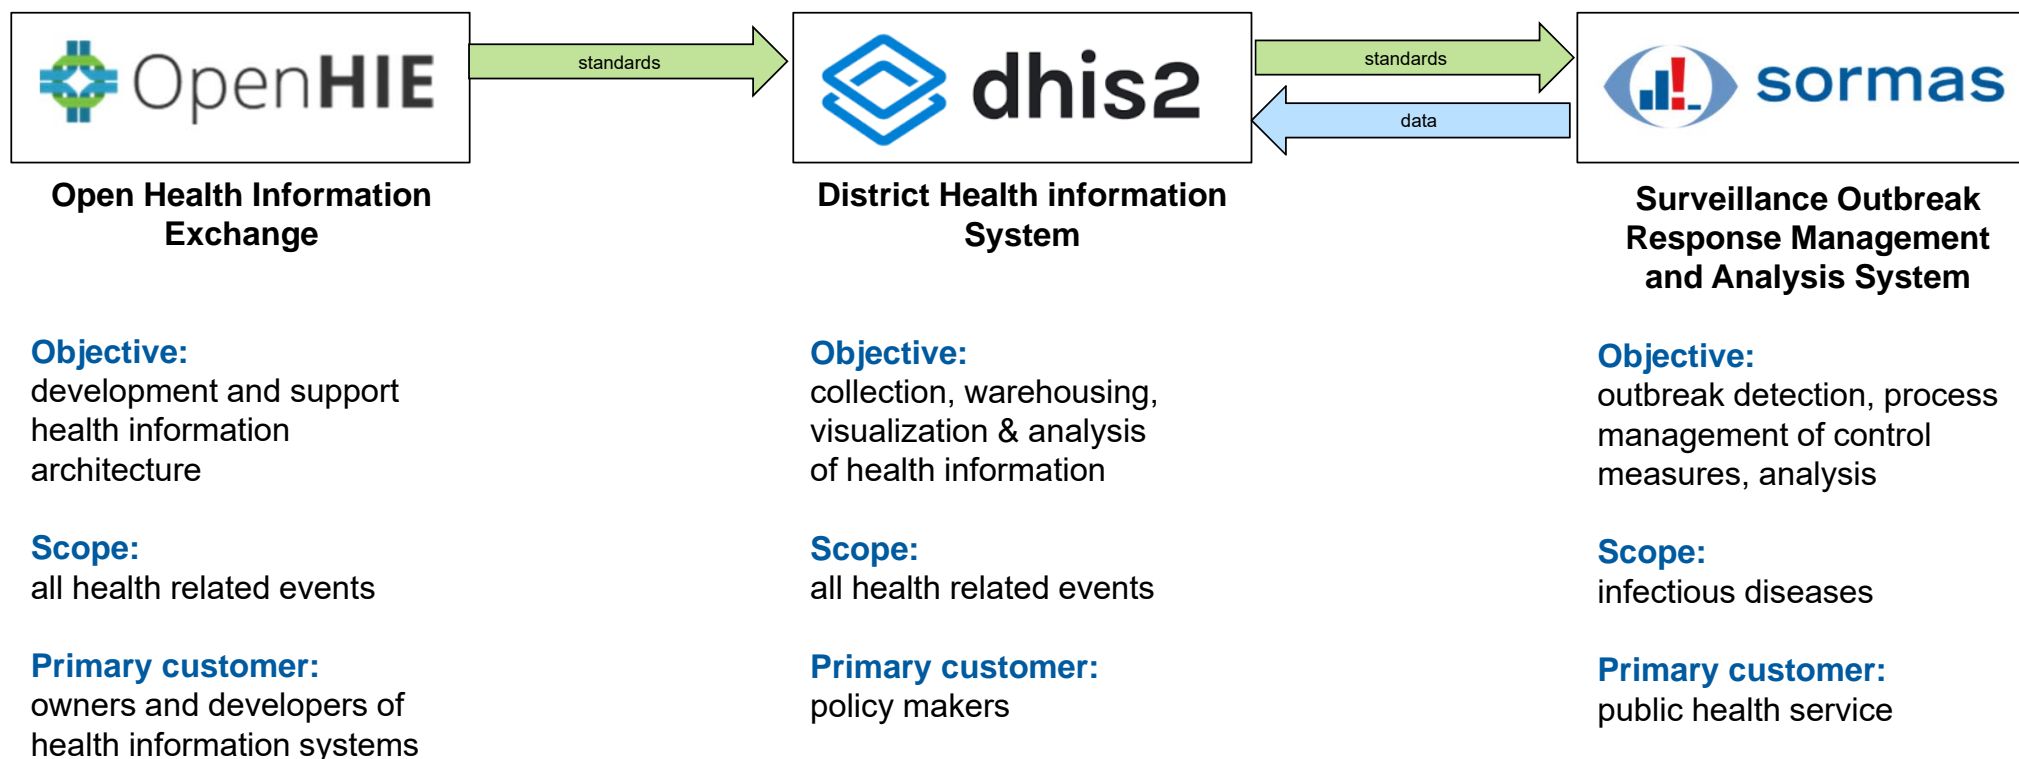 OpenHIE
standards
dhis2
standards
data
sormas
Open Health Information
Exchange
Objective:
development and support
health information
architecture
Scope:
all health related events
Primary customer:
owners and developers of
health information systems
District Health information
System
Objective:
collection, warehousing,
visualization & analysis
of health information
Scope:
all health related events
Primary customer:
policy makers
Surveillance Outbreak
Response Management
and Analysis System
Objective:
outbreak detection, process
management of control
measures, analysis
Scope:
infectious diseases
Primary customer:
public health service